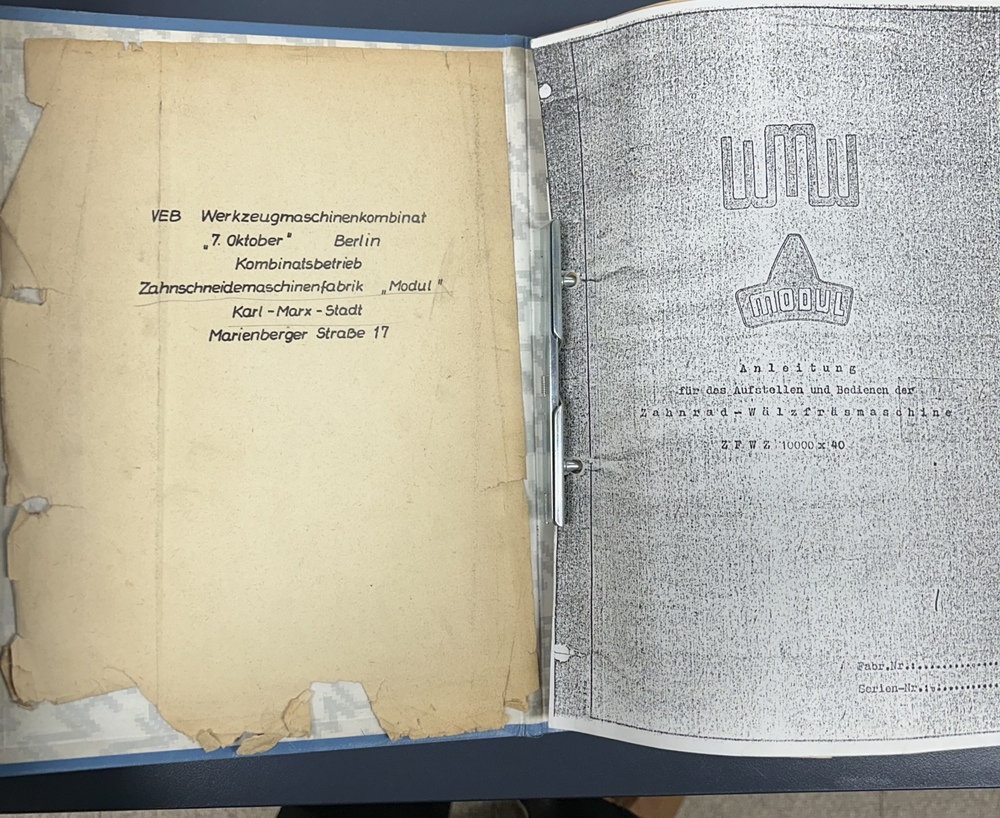 VEB Werkzeugmaschinenkombinat
„7. Oktober" Berlin
Kombinatsbetrieb
Zahnschneidemaschinenfabrik „Modul"
Karl-Marx-Stadt
Marienberger Straße 17
WMW
MODUL
Anleitung
für das Aufstellen und Bedienen der
Zahnrad-Wälzfräsmaschine
ZFWZ 10000 x 40
Fabr.Nr.:
Serien-Nr.: